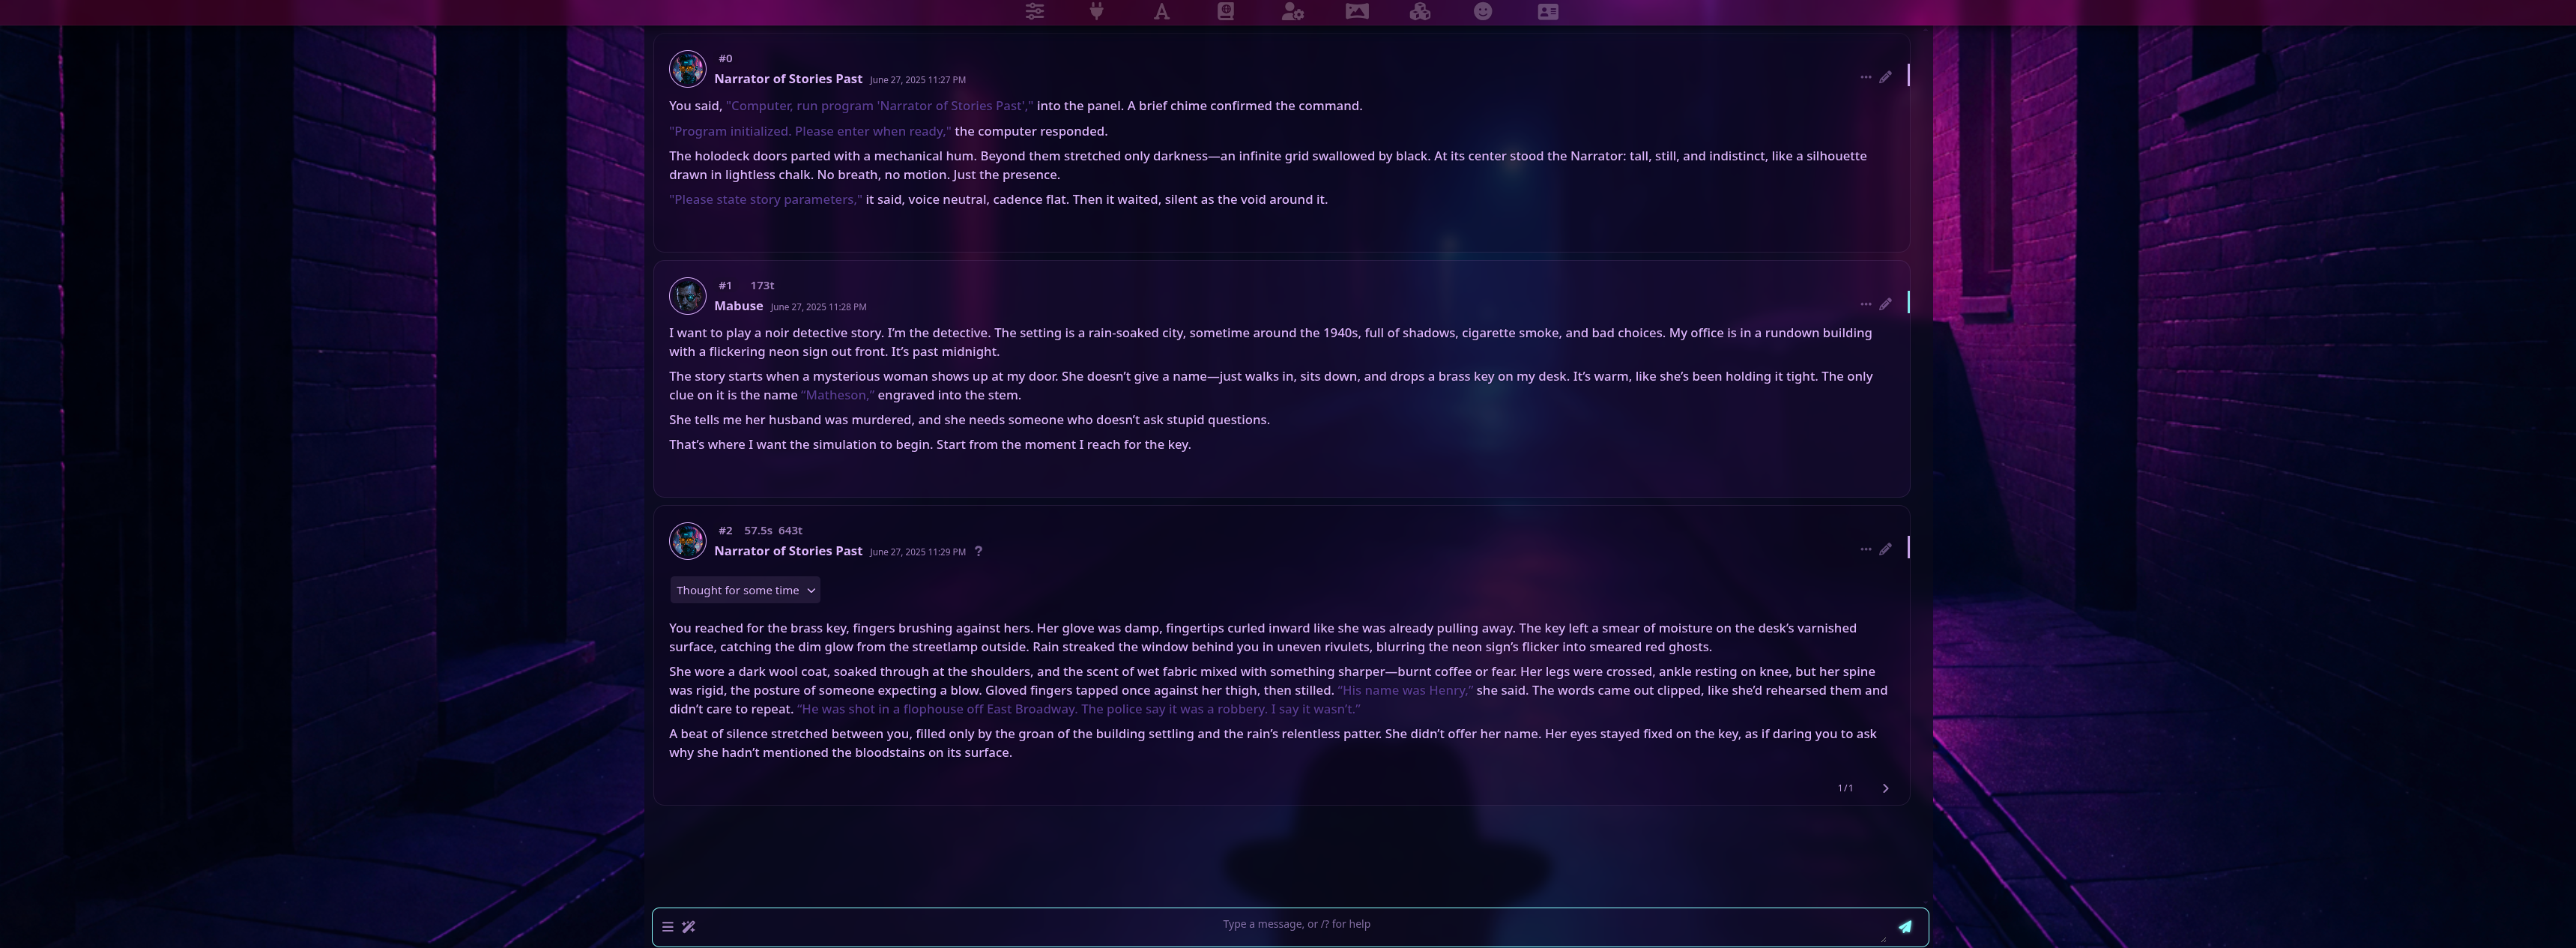 #0
Narrator of Stories Past June 27, 2025 11:27 PM
You said, "Computer, run program 'Narrator of Stories Past'," into the panel. A brief chime confirmed the command.
"Program initialized. Please enter when ready," the computer responded.
The holodeck doors parted with a mechanical hum. Beyond them stretched only darkness—an infinite grid swallowed by black. At its center stood the Narrator: tall, still, and indistinct, like a silhouette
drawn in lightless chalk. No breath, no motion. Just the presence.
"Please state story parameters," it said, voice neutral, cadence flat. Then it waited, silent as the void around it.
#1 173t
Mabuse June 27, 2025 11:28 PM
I want to play a noir detective story. I’m the detective. The setting is a rain-soaked city, sometime around the 1940s, full of shadows, cigarette smoke, and bad choices. My office is in a rundown building
with a flickering neon sign out front. It’s past midnight.
The story starts when a mysterious woman shows up at my door. She doesn’t give a name—just walks in, sits down, and drops a brass key on my desk. It’s warm, like she’s been holding it tight. The only
clue on it is the name “Matheson,” engraved into the stem.
She tells me her husband was murdered, and she needs someone who doesn’t ask stupid questions.
That’s where I want the simulation to begin. Start from the moment I reach for the key.
#2 57.5s 643t
Narrator of Stories Past June 27, 2025 11:29 PM ?
Thought for some time
You reached for the brass key, fingers brushing against hers. Her glove was damp, fingertips curled inward like she was already pulling away. The key left a smear of moisture on the desk’s varnished
surface, catching the dim glow from the streetlamp outside. Rain streaked the window behind you in uneven rivulets, blurring the neon sign’s flicker into smeared red ghosts.
She wore a dark wool coat, soaked through at the shoulders, and the scent of wet fabric mixed with something sharper—burnt coffee or fear. Her legs were crossed, ankle resting on knee, but her spine
was rigid, the posture of someone expecting a blow. Gloved fingers tapped once against her thigh, then stilled. “His name was Henry,” she said. The words came out clipped, like she’d rehearsed them and
didn’t care to repeat. “He was shot in a flophouse off East Broadway. The police say it was a robbery. I say it wasn’t.”
A beat of silence stretched between you, filled only by the groan of the building settling and the rain’s relentless patter. She didn’t offer her name. Her eyes stayed fixed on the key, as if daring you to ask
why she hadn’t mentioned the bloodstains on its surface.
1/1
Type a message, or /? for help